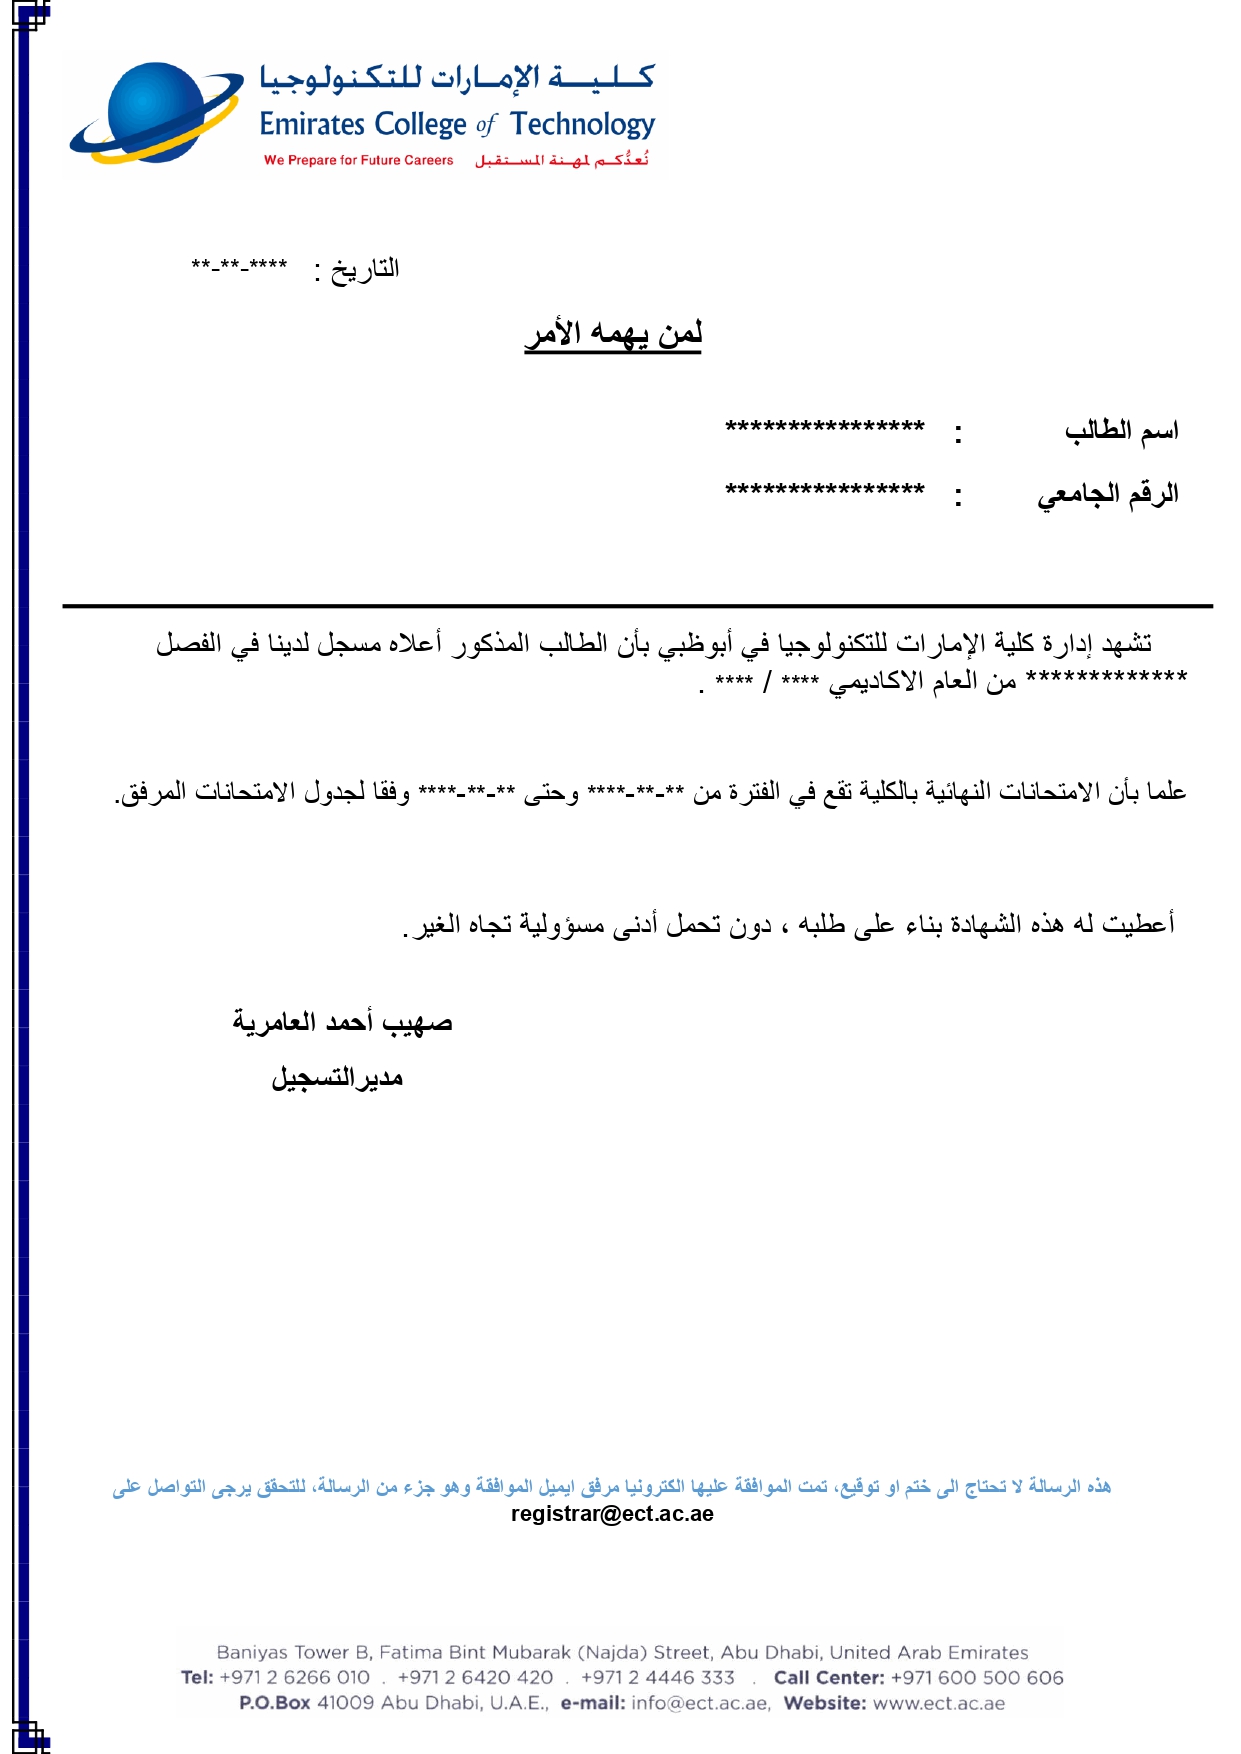 كـلـيـــة الإمـارات للتـكـنـولوجـيـا
Emirates College of Technology
We Prepare for Future Careers نُعدُّكـم لمهـنة المسـتقبل
التاريخ : **-**-****
لمن يهمه الأمر
اسم الطالب : ****************
الرقم الجامعي : ****************
تشهد إدارة كلية الإمارات للتكنولوجيا في أبوظبي بأن الطالب المذكور أعلاه مسجل لدينا في الفصل
************* من العام الاكاديمي **** / **** .
علما بأن الامتحانات النهائية بالكلية تقع في الفترة من **-**-**** وحتى **-**-**** وفقا لجدول الامتحانات المرفق.
أعطيت له هذه الشهادة بناء على طلبه ، دون تحمل أدنى مسؤولية تجاه الغير.
صهيب أحمد العامرية
مديرالتسجيل
هذه الرسالة لا تحتاج الى ختم او توقيع، تمت الموافقة عليها الكترونيا مرفق ايميل الموافقة وهو جزء من الرسالة، للتحقق يرجى التواصل على
registrar@ect.ac.ae
Baniyas Tower B, Fatima Bint Mubarak (Najda) Street, Abu Dhabi, United Arab Emirates
Tel: +971 2 6266 010 . +971 2 6420 420 . +971 2 4446 333 . Call Center: +971 600 500 606
P.O.Box 41009 Abu Dhabi, U.A.E., e-mail: info@ect.ac.ae, Website: www.ect.ac.ae